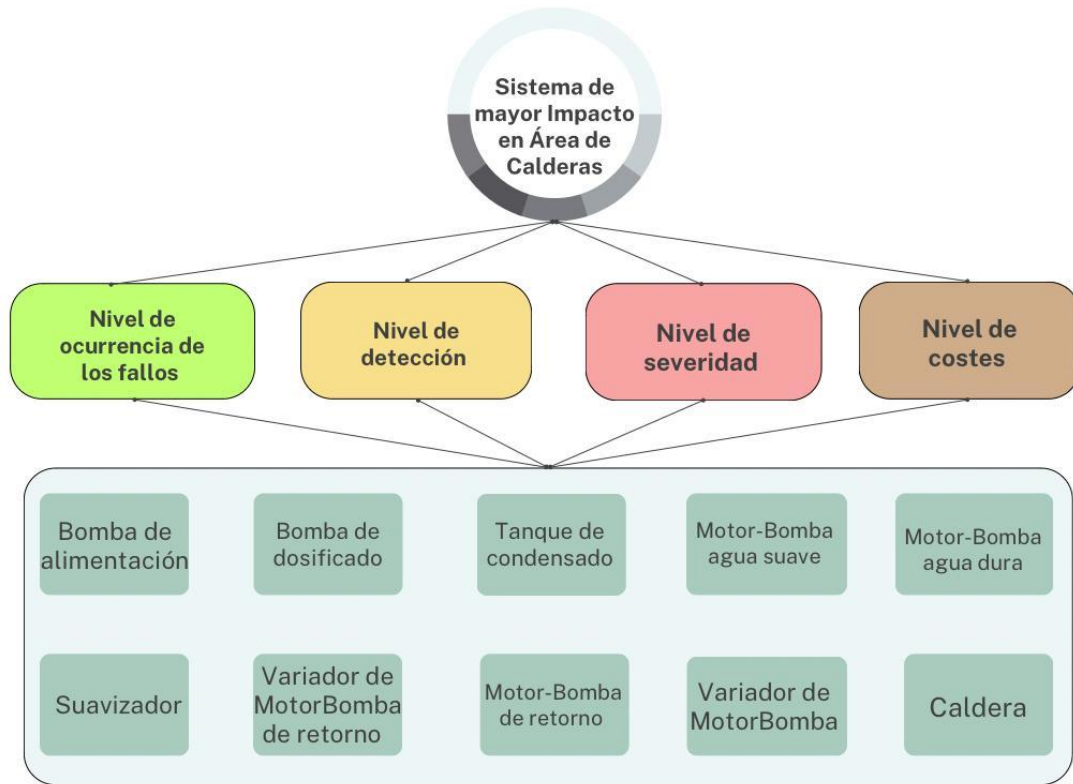 Sistema de
mayor Impacto
en Área de
Calderas
Nivel de
ocurrencia de
los fallos
Nivel de
detección
Nivel de
severidad
Nivel de
costes
Bomba de
alimentación
Bomba de
dosificado
Tanque de
condensado
Motor-Bomba
agua suave
Motor-Bomba
agua dura
Suavizador
Variador de
MotorBomba
de retorno
Motor-Bomba
de retorno
Variador de
MotorBomba
Caldera